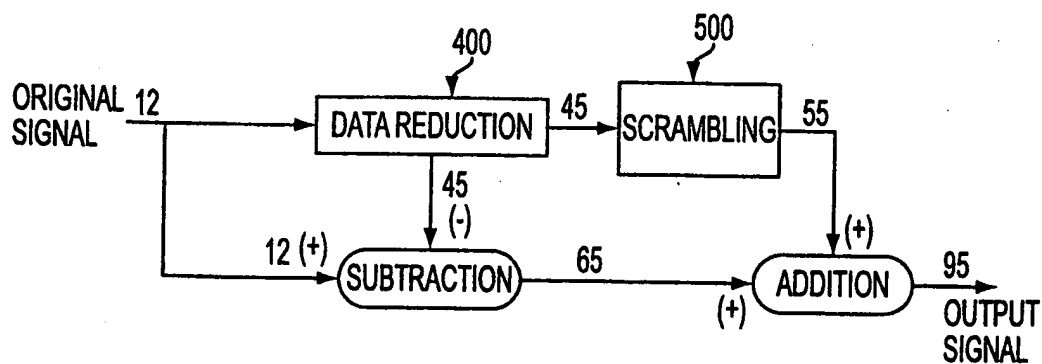 400
500
ORIGINAL
SIGNAL
12
DATA REDUCTION
45
SCRAMBLING
55
45
(-)
(+)
12 (+)
SUBTRACTION
65
(+)
ADDITION
95
OUTPUT
SIGNAL